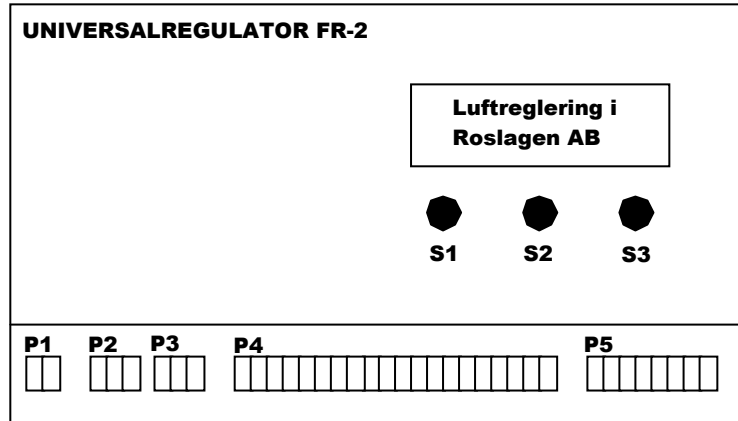 UNIVERSALREGULATOR FR-2
Luftreglering i
Roslagen AB
S1 S2 S3
P1 P2 P3 P4 P5